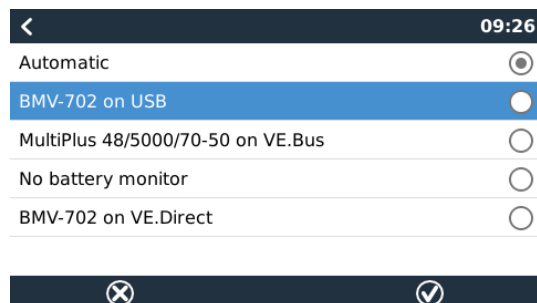 09:26
Automatic
BMV-702 on USB
MultiPlus 48/5000/70-50 on VE.Bus
No battery monitor
BMV-702 on VE.Direct